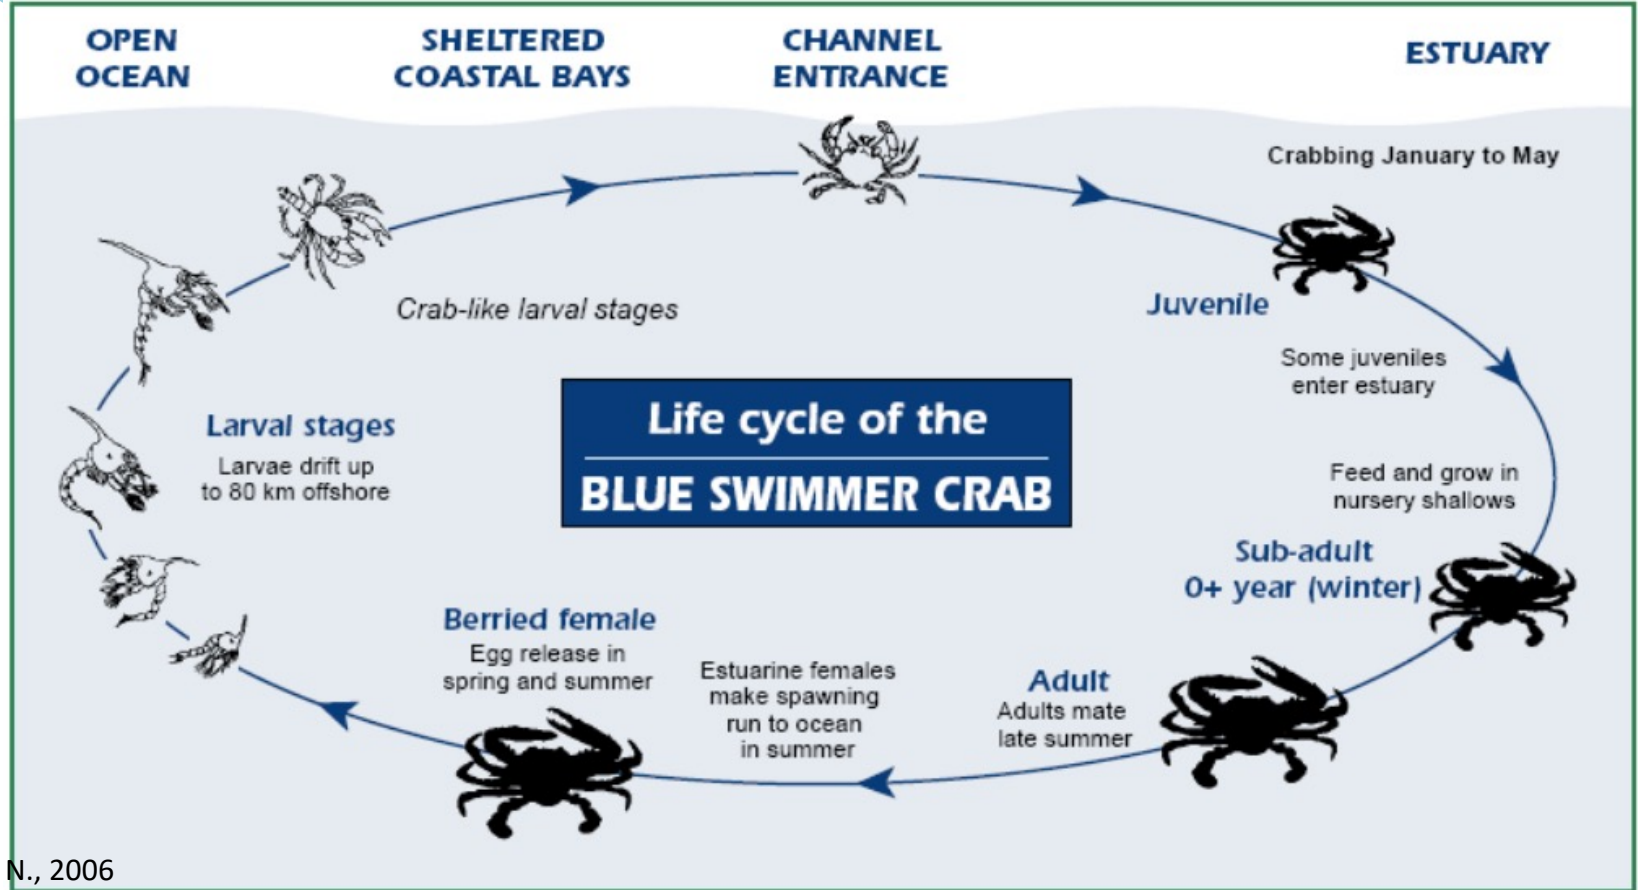 OPEN
OCEAN
SHELTERED
COASTAL BAYS
CHANNEL
ENTRANCE
ESTUARY
Crabbing January to May
Juvenile
Some juveniles
enter estuary
Crab-like larval stages
Larval stages
Larvae drift up
to 80 km offshore
Life cycle of the
BLUE SWIMMER CRAB
Feed and grow in
nursery shallows
Sub-adult
0+ year (winter)
Adult
Adults mate
late summer
Estuarine females
make spawning
run to ocean
in summer
Berried female
Egg release in
spring and summer
N., 2006